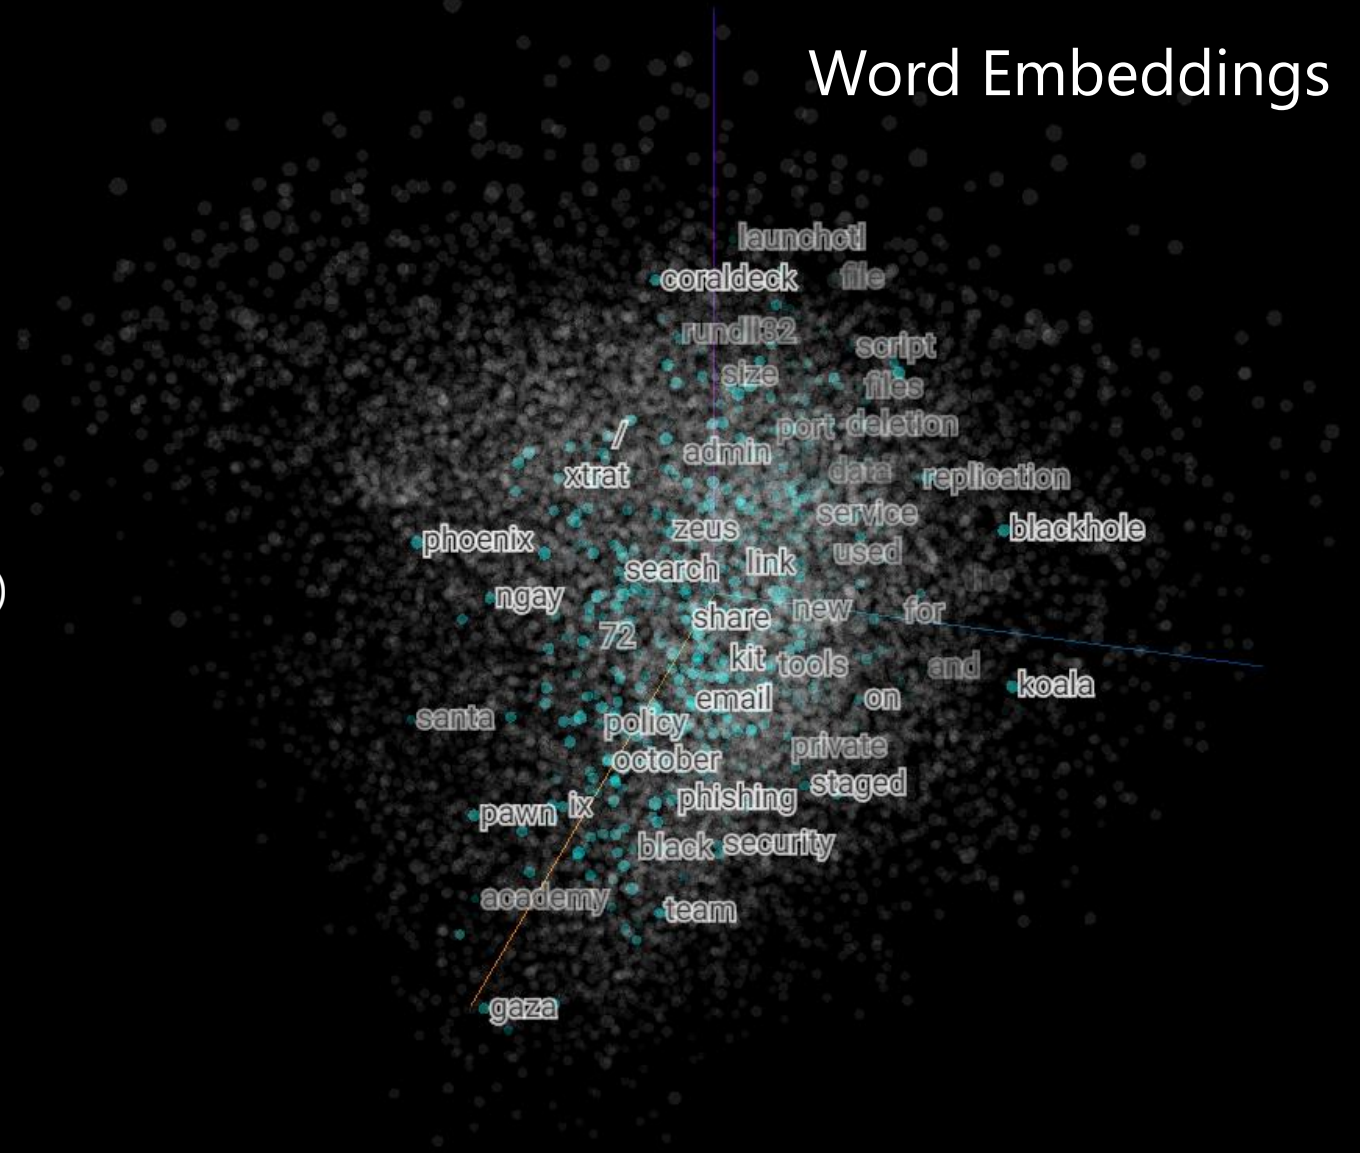 Word Embeddings
launchctl
coraldeck
file
rundll32
script
size
files
/
port
deletion
admin
xtrat
data
replication
service
zeus
blackhole
phoenix
used
link
search
ngay
new
for
share
72
kit
tools
and
koala
email
on
santa
policy
private
october
staged
phishing
ix
pawn
black
security
academy
team
gaza
)